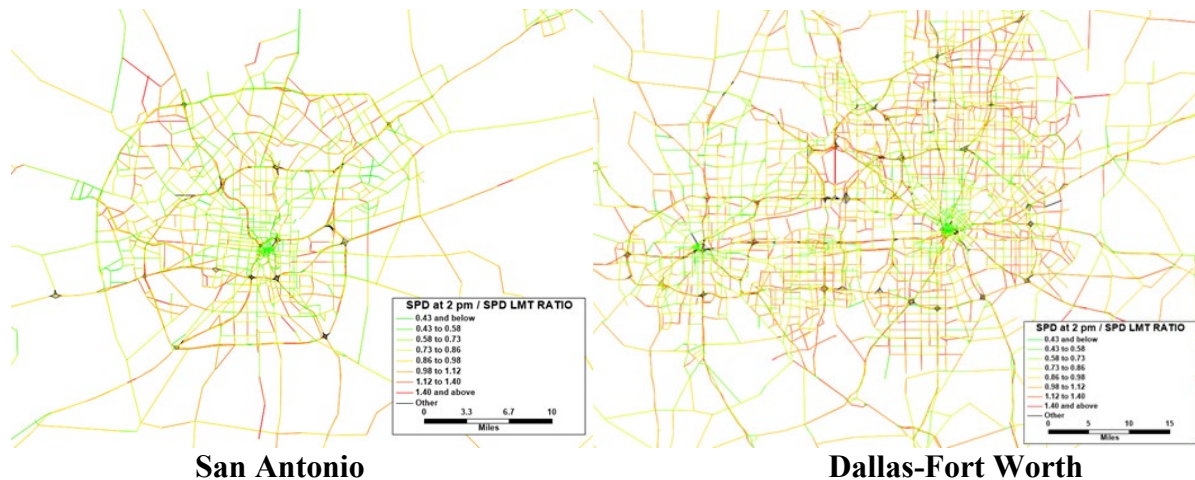 SPD at 2 pm / SPD LMT RATIO
0.43 and below
0.43 to 0.58
0.58 to 0.73
0.73 to 0.86
0.86 to 0.98
0.98 to 1.12
1.12 to 1.40
1.40 and above
Other
0 3.3 6.7 10
Miles
San Antonio
SPD at 2 pm / SPD LMT RATIO
0.43 and below
0.43 to 0.58
0.58 to 0.73
0.73 to 0.86
0.86 to 0.98
0.98 to 1.12
1.12 to 1.40
1.40 and above
Other
0 5 10 15
Miles
Dallas-Fort Worth